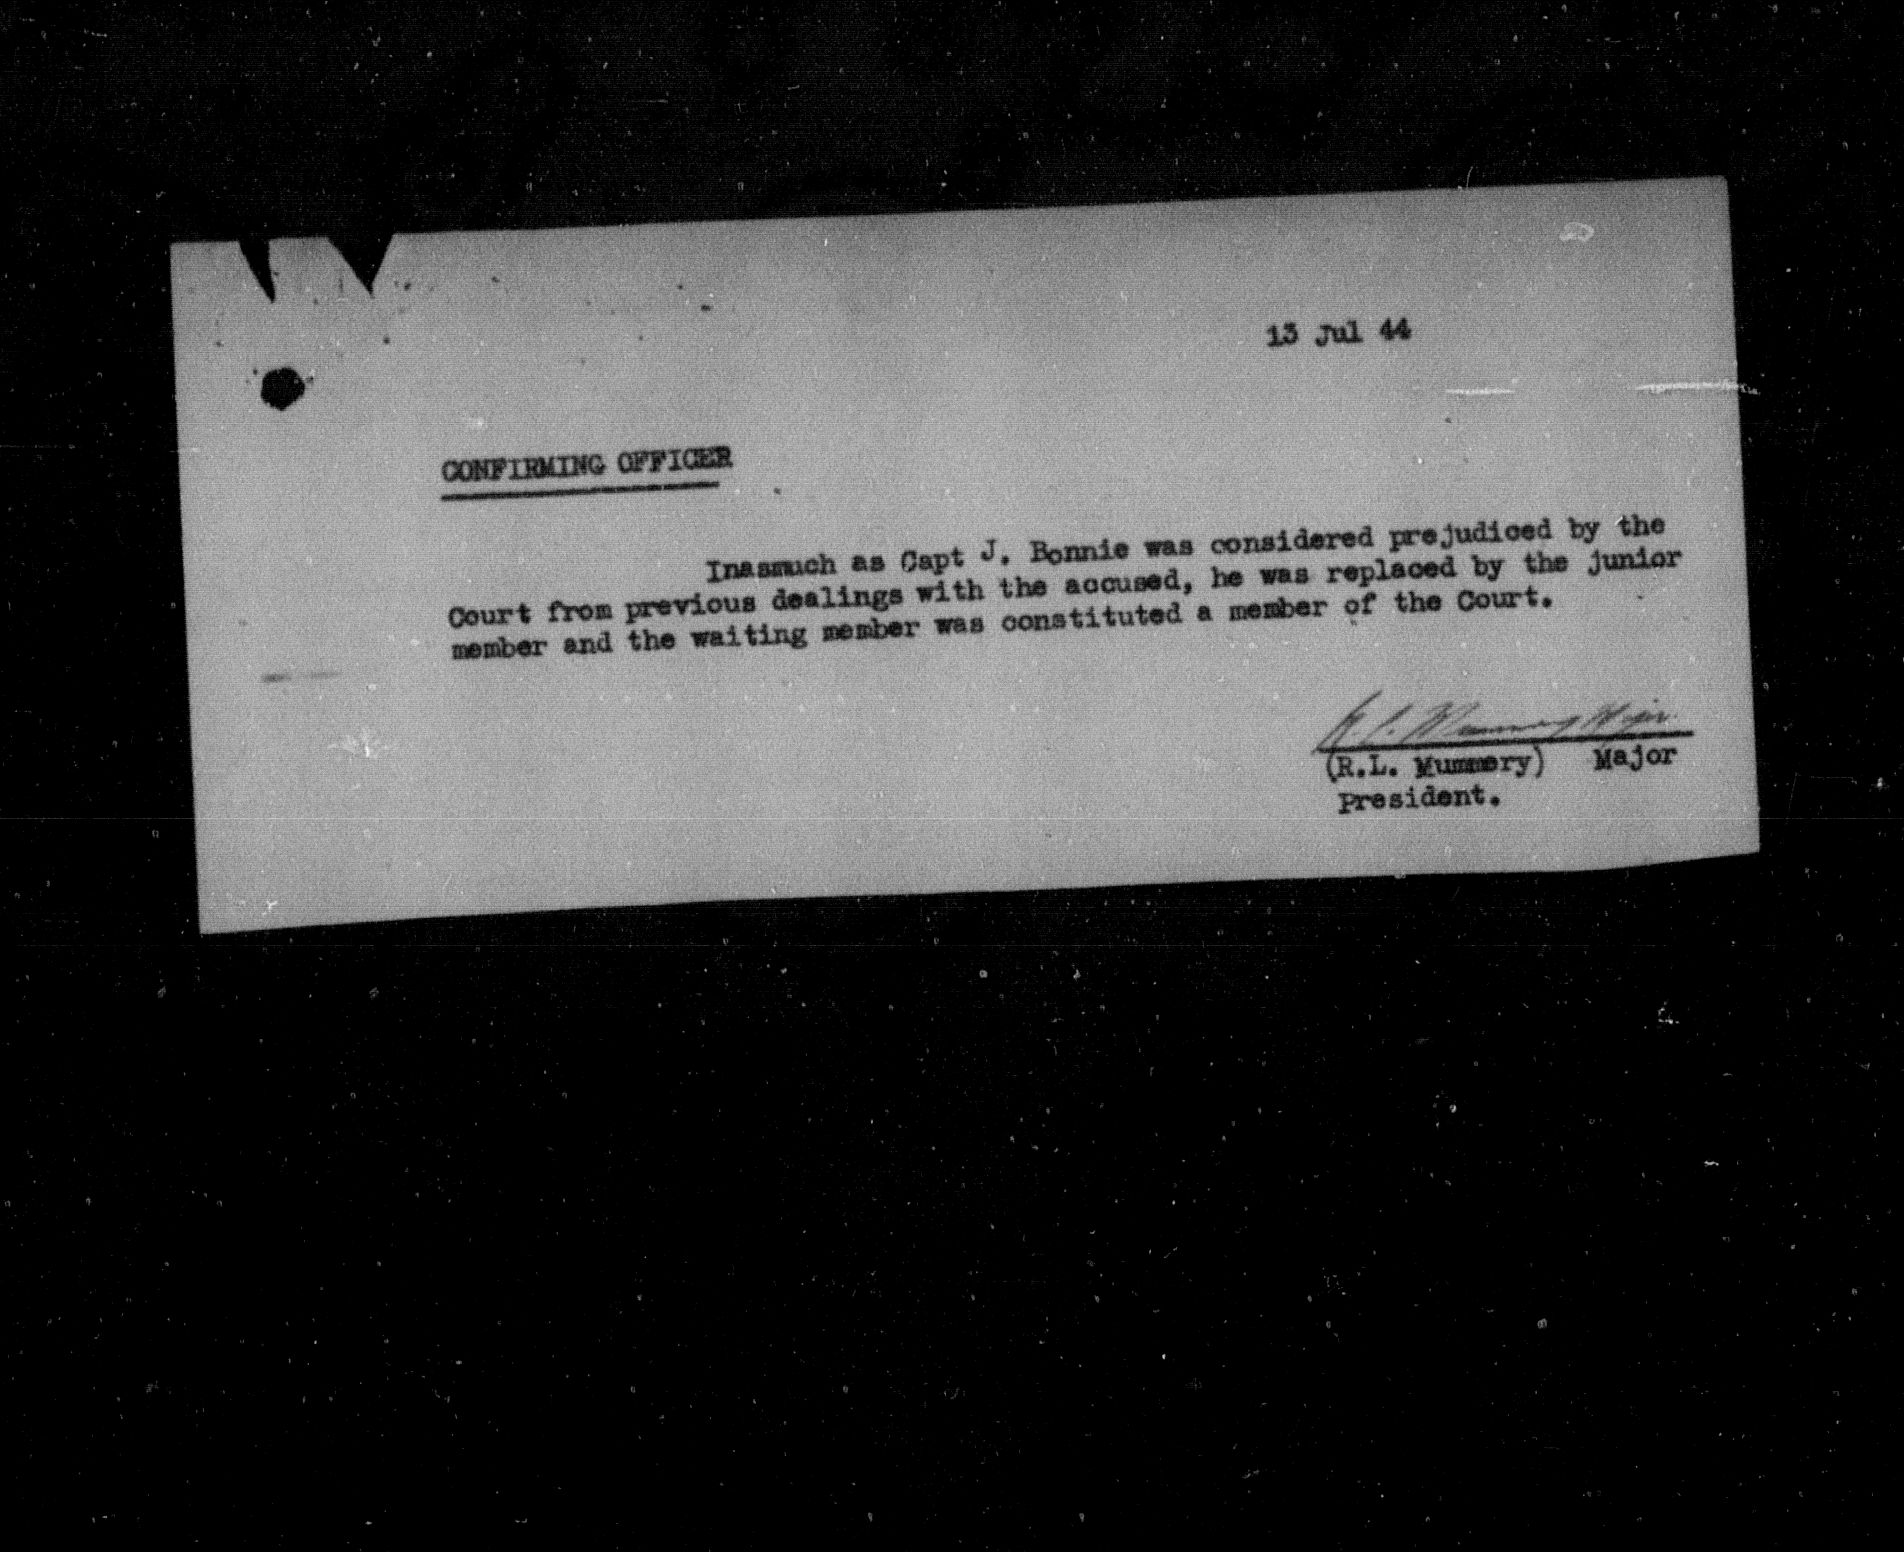 13 Jul 44
CONFIRMING OFFICER
Inasmuch as Capt J. Bonnie was considered prejudiced by the
Court from previous dealings with the accused, he was replaced by the junior
member and the waiting member was constituted a member of the Court.
R. L. Mummery Major
(R.L. Mummery) Major
President.